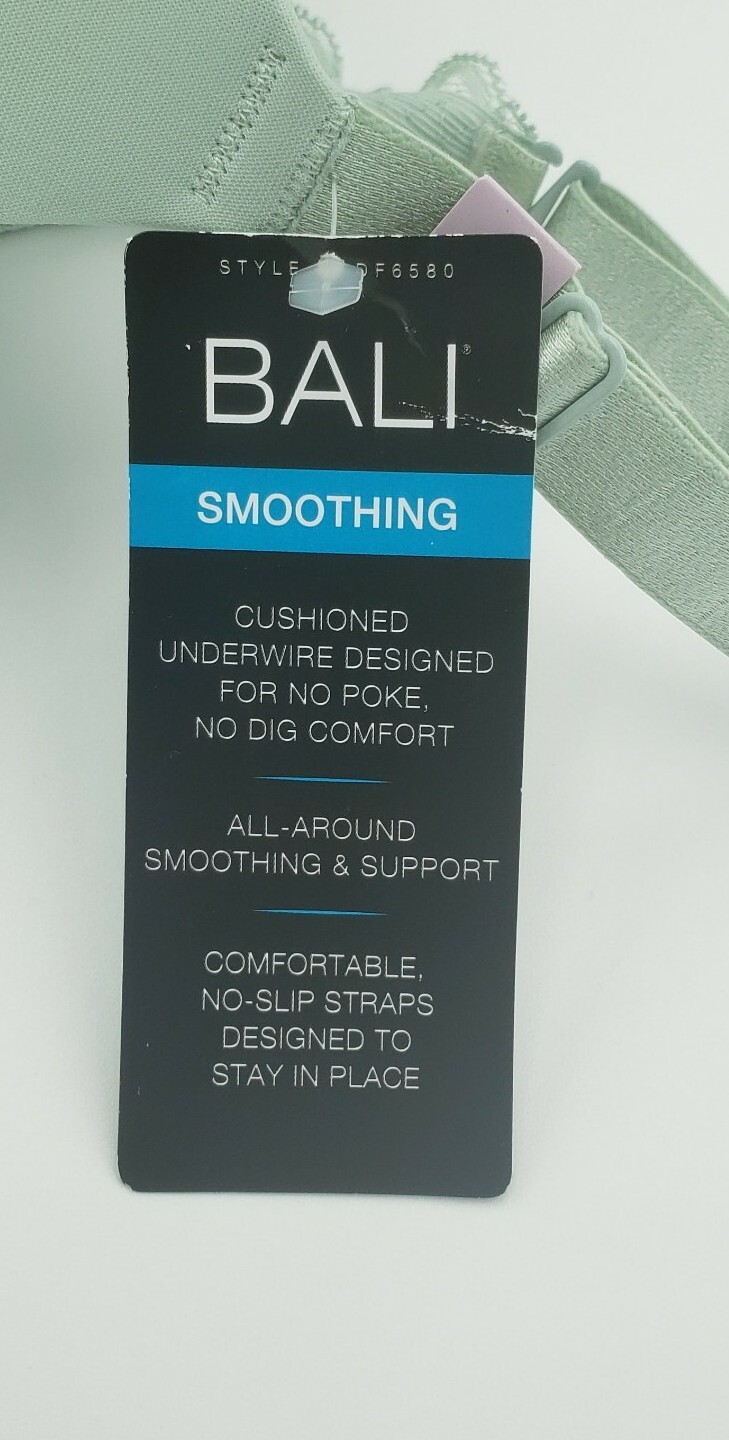 STYLE DF6580
BALI®
SMOOTHING
CUSHIONED
UNDERWIRE DESIGNED
FOR NO POKE,
NO DIG COMFORT
ALL-AROUND
SMOOTHING & SUPPORT
COMFORTABLE,
NO-SLIP STRAPS
DESIGNED TO
STAY IN PLACE